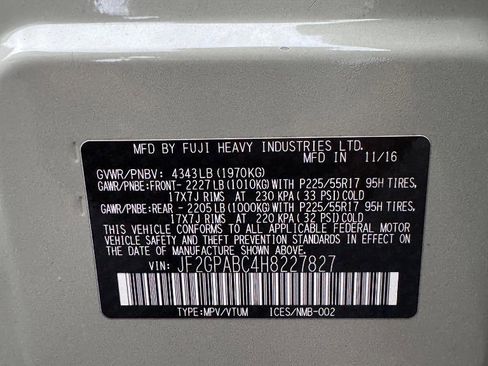 MFD BY FUJI HEAVY INDUSTRIES LTD.
MFD IN 11/16
GVWR/PNBV: 4343LB(1970KG)
GAWR/PNBE:FRONT- 2227LB(1010KG)WITH P225/55R17 95H TIRES,
17X7J RIMS AT 230 KPA(33 PSI)COLD
GAWR/PNBE:REAR - 2205LB(1000KG)WITH P225/55R17 95H TIRES,
17X7J RIMS AT 220 KPA(32 PSI)COLD
THIS VEHICLE CONFORMS TO ALL APPLICABLE FEDERAL MOTOR
VEHICLE SAFETY AND THEFT PREVENTION STANDARDS IN EFFECT ON
THE DATE OF MANUFACTURE SHOWN ABOVE.
VIN: JF2GPABC4H8227827
TYPE:MPV/VTUM ICES/NMB-002